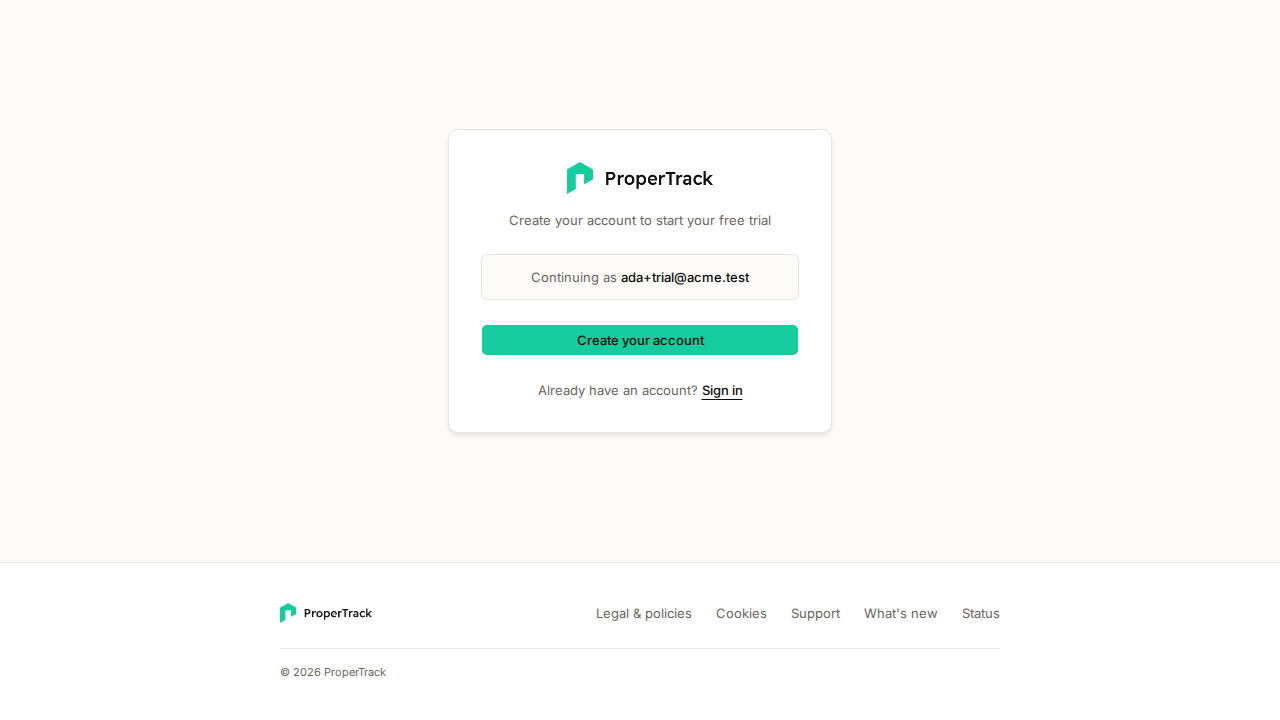 ProperTrack
Create your account to start your free trial
Continuing as ada+trial@acme.test
Create your account
Already have an account? Sign in
ProperTrack
Legal & policies Cookies Support What's new Status
© 2026 ProperTrack